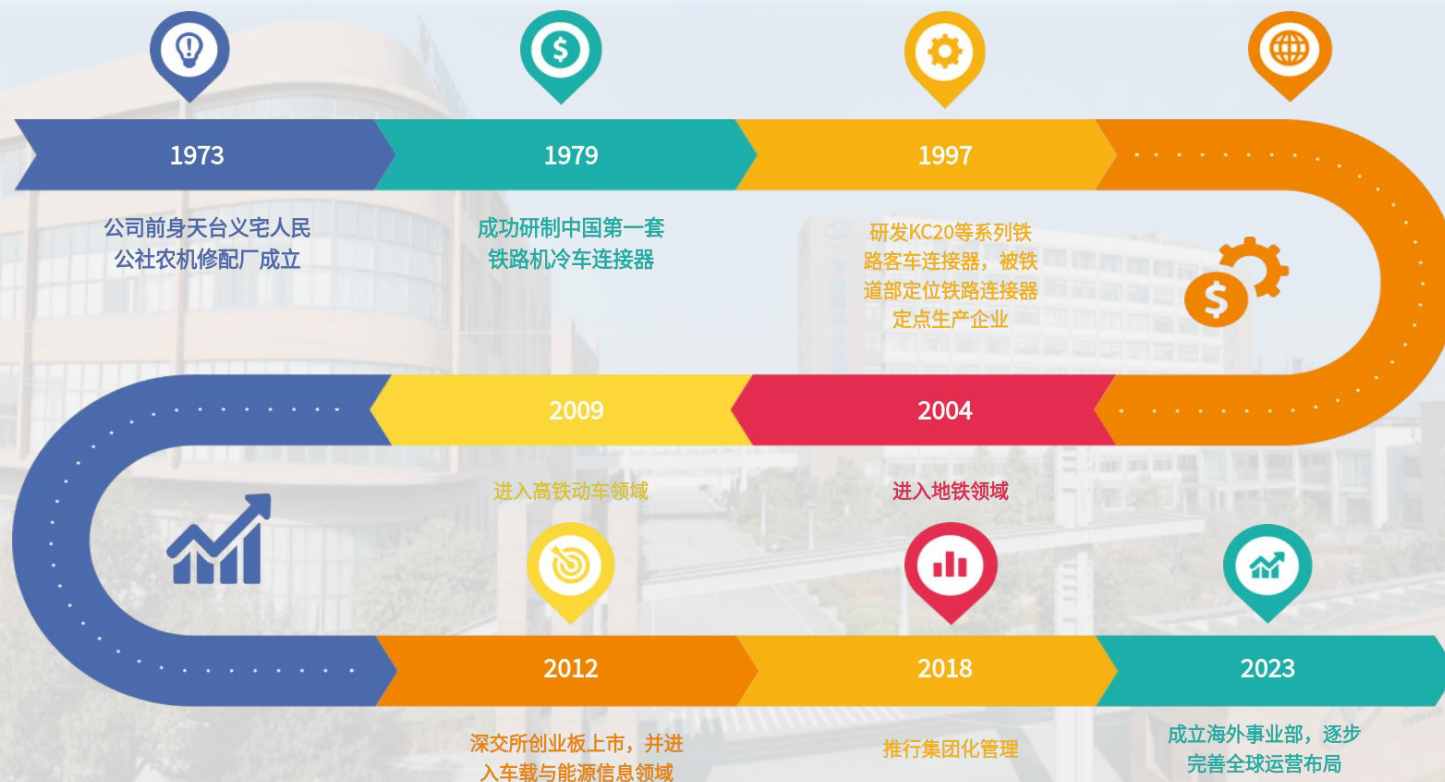 1973
1979
1997
公司前身天台义宅人民
公社农机修配厂成立
成功研制中国第一套
铁路机冷车连接器
研发KC20等系列铁
路客车连接器，被铁
道部定位铁路连接器
定点生产企业
2009
2004
进入高铁动车领域
进入地铁领域
2012
2018
2023
深交所创业板上市，并进
入车载与能源信息领域
推行集团化管理
成立海外事业部，逐步
完善全球运营布局